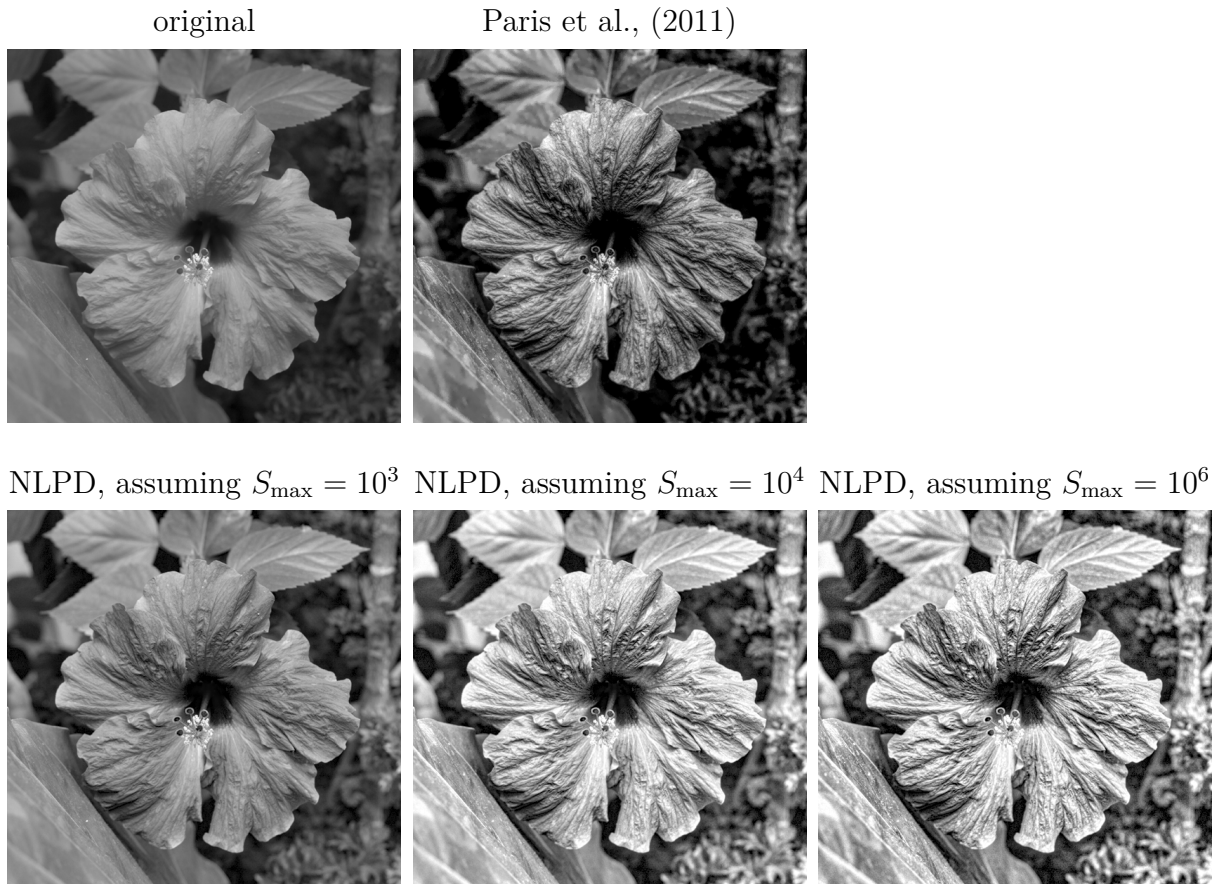 original
Paris et al., (2011)
NLPD, assuming S_max = 10^3
NLPD, assuming S_max = 10^4
NLPD, assuming S_max = 10^6